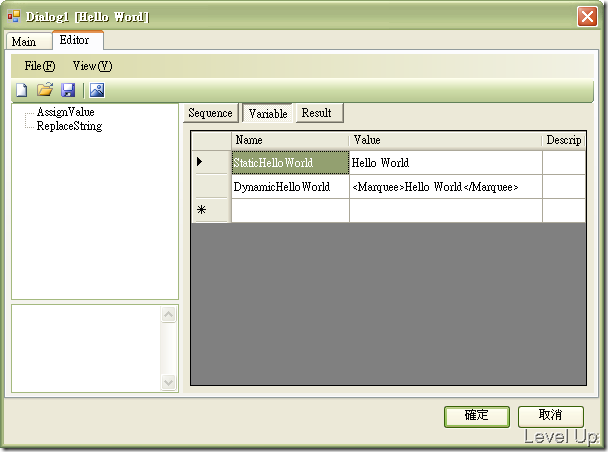 Dialog1 [Hello Word]
Main Editor
File(F) View(V)
AssignValue
ReplaceString
Sequence Variable Result
Name Value Descrip
StaticHelloWorld Hello World
DynamicHelloWorld <Marquee>Hello World</Marquee>
確定 取消
Level Up